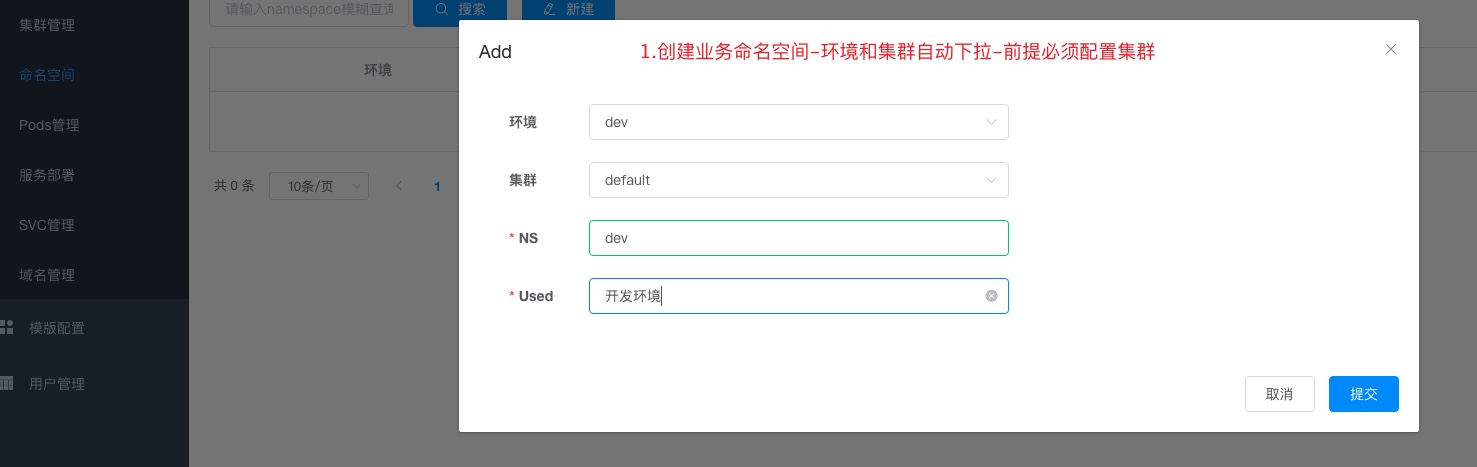 集群管理
命名空间
Pods管理
服务部署
SVC管理
域名管理
模版配置
用户管理
请输入namespace模糊查询
搜索
新建
环境
共 0 条
10条/页
1
Add
1.创建业务命名空间-环境和集群自动下拉-前提必须配置集群
环境
dev
集群
default
* NS
dev
* Used
开发环境
取消
提交